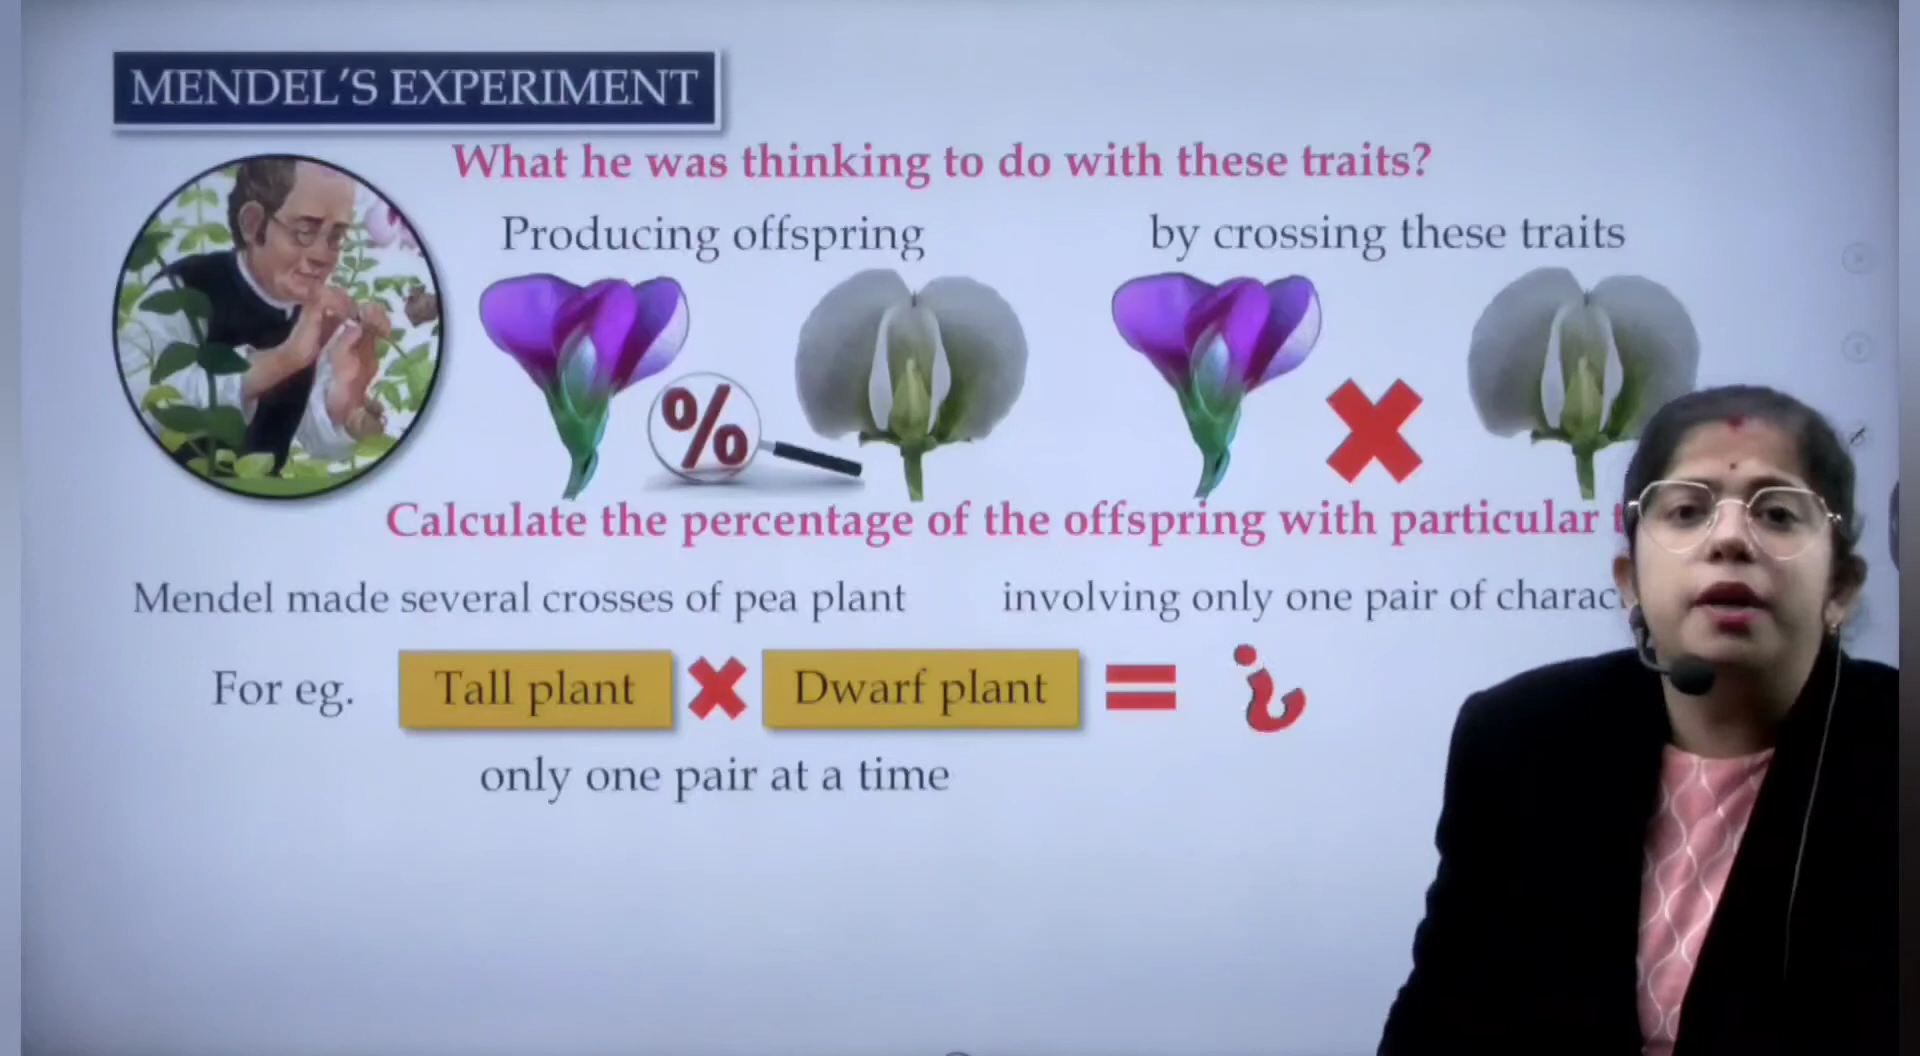 MENDEL'S EXPERIMENT
What he was thinking to do with these traits?
Producing offspring by crossing these traits
%
Calculate the percentage of the offspring with particular
Mendel made several crosses of pea plant involving only one pair of
For eg. Tall plant × Dwarf plant = ¿
only one pair at a time